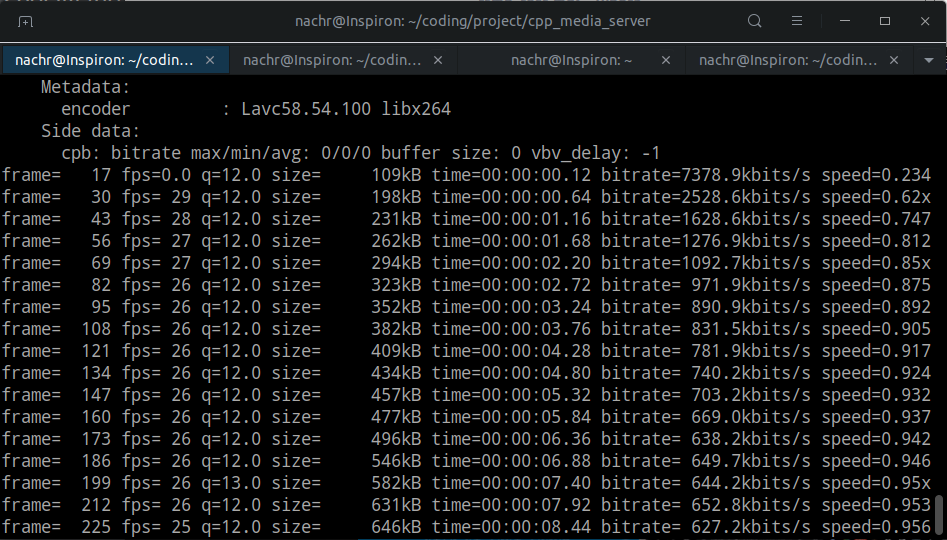 nachr@Inspiron: ~/coding/project/cpp_media_server
nachr@Inspiron: ~/codin... nachr@Inspiron: ~/codin... nachr@Inspiron: ~ nachr@Inspiron: ~/codin...
Metadata:
encoder : Lavc58.54.100 libx264
Side data:
cpb: bitrate max/min/avg: 0/0/0 buffer size: 0 vbv_delay: -1
frame= 17 fps=0.0 q=12.0 size= 109kB time=00:00:00.12 bitrate=7378.9kbits/s speed=0.234
frame= 30 fps= 29 q=12.0 size= 198kB time=00:00:00.64 bitrate=2528.6kbits/s speed=0.62x
frame= 43 fps= 28 q=12.0 size= 231kB time=00:00:01.16 bitrate=1628.6kbits/s speed=0.747
frame= 56 fps= 27 q=12.0 size= 262kB time=00:00:01.68 bitrate=1276.9kbits/s speed=0.812
frame= 69 fps= 27 q=12.0 size= 294kB time=00:00:02.20 bitrate=1092.7kbits/s speed=0.85x
frame= 82 fps= 26 q=12.0 size= 323kB time=00:00:02.72 bitrate= 971.9kbits/s speed=0.875
frame= 95 fps= 26 q=12.0 size= 352kB time=00:00:03.24 bitrate= 890.9kbits/s speed=0.892
frame= 108 fps= 26 q=12.0 size= 382kB time=00:00:03.76 bitrate= 831.5kbits/s speed=0.905
frame= 121 fps= 26 q=12.0 size= 409kB time=00:00:04.28 bitrate= 781.9kbits/s speed=0.917
frame= 134 fps= 26 q=12.0 size= 434kB time=00:00:04.80 bitrate= 740.2kbits/s speed=0.924
frame= 147 fps= 26 q=12.0 size= 457kB time=00:00:05.32 bitrate= 703.2kbits/s speed=0.932
frame= 160 fps= 26 q=12.0 size= 477kB time=00:00:05.84 bitrate= 669.0kbits/s speed=0.937
frame= 173 fps= 26 q=12.0 size= 496kB time=00:00:06.36 bitrate= 638.2kbits/s speed=0.942
frame= 186 fps= 26 q=12.0 size= 546kB time=00:00:06.88 bitrate= 649.7kbits/s speed=0.946
frame= 199 fps= 26 q=13.0 size= 582kB time=00:00:07.40 bitrate= 644.2kbits/s speed=0.95x
frame= 212 fps= 26 q=12.0 size= 631kB time=00:00:07.92 bitrate= 652.8kbits/s speed=0.953
frame= 225 fps= 25 q=12.0 size= 646kB time=00:00:08.44 bitrate= 627.2kbits/s speed=0.956